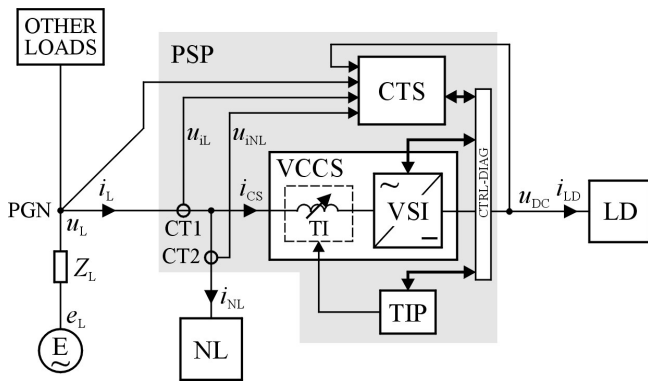 OTHER
LOADS
PSP
CTS
u_iL
u_iNL
VCCS
CTRL-DIAG
PGN
i_L
i_CS
~
VSI
u_DC
i_LD
LD
u_L
CT1
TI
CT2
Z_L
i_NL
TIP
e_L
E
~
NL